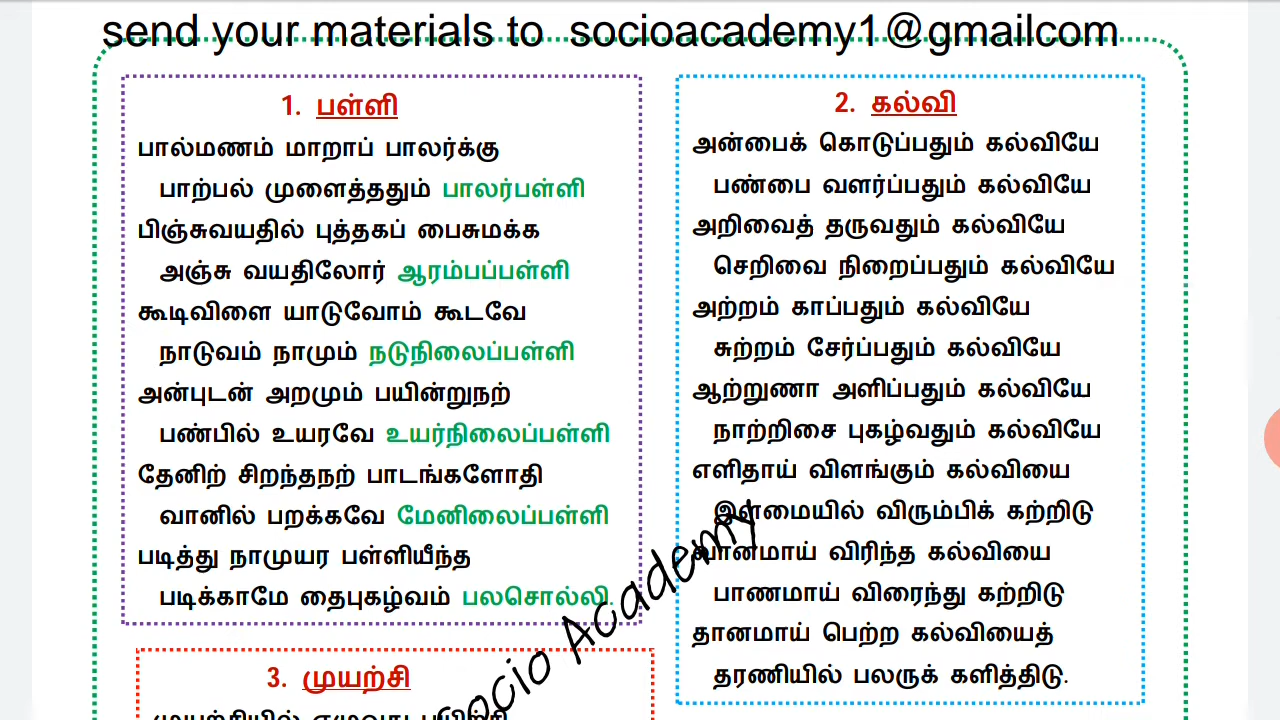 send your materials to socioacademy1@gmailcom
1. பள்ளி
பால்மணம் மாறாப் பாலர்க்கு
பாற்பல் முளைத்ததும் பாலர்பள்ளி
பிஞ்சுவயதில் புத்தகப் பைசுமக்க
அஞ்சு வயதிலோர் ஆரம்பப்பள்ளி
கூடிவிளை யாடுவோம் கூடவே
நாடுவம் நாமும் நடுநிலைப்பள்ளி
அன்புடன் அறமும் பயின்றுநற்
பண்பில் உயரவே உயர்நிலைப்பள்ளி
தேனிற் சிறந்தநற் பாடங்களோதி
வானில் பறக்கவே மேனிலைப்பள்ளி
படித்து நாமுயர பள்ளியீந்த
படிக்காமே தைபுகழ்வம் பலசொல்லி.
2. கல்வி
அன்பைக் கொடுப்பதும் கல்வியே
பண்பை வளர்ப்பதும் கல்வியே
அறிவைத் தருவதும் கல்வியே
செறிவை நிறைப்பதும் கல்வியே
அற்றம் காப்பதும் கல்வியே
சுற்றம் சேர்ப்பதும் கல்வியே
ஆற்றுணா அளிப்பதும் கல்வியே
நாற்றிசை புகழ்வதும் கல்வியே
எளிதாய் விளங்கும் கல்வியை
இளமையில் விரும்பிக் கற்றிடு
வானமாய் விரிந்த கல்வியை
பாணமாய் விரைந்து கற்றிடு
தானமாய் பெற்ற கல்வியைத்
தரணியில் பலருக் களித்திடு.
3. முயற்சி
Socio Academy